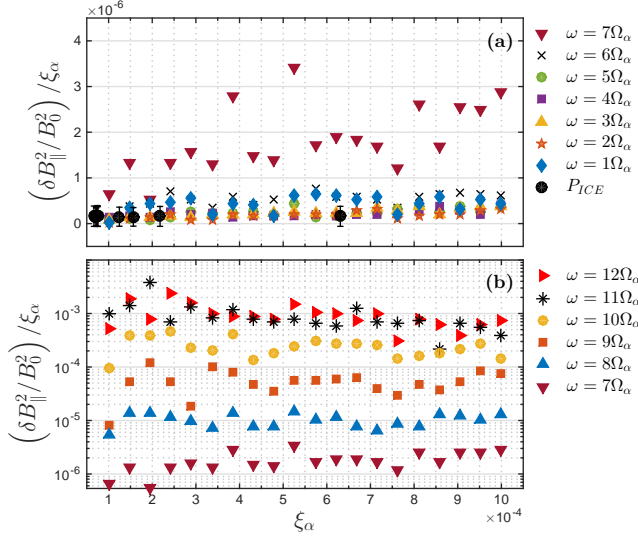 ×10⁻⁶
(a)
4
3
2
1
0
(δB∥²/B₀²)/ξα
ω = 7Ωα
ω = 6Ωα
ω = 5Ωα
ω = 4Ωα
ω = 3Ωα
ω = 2Ωα
ω = 1Ωα
P_ICE
(b)
10⁻³
10⁻⁴
10⁻⁵
10⁻⁶
(δB∥²/B₀²)/ξα
ω = 12Ωα
ω = 11Ωα
ω = 10Ωα
ω = 9Ωα
ω = 8Ωα
ω = 7Ωα
1 2 3 4 5 6 7 8 9 10
×10⁻⁴
ξα